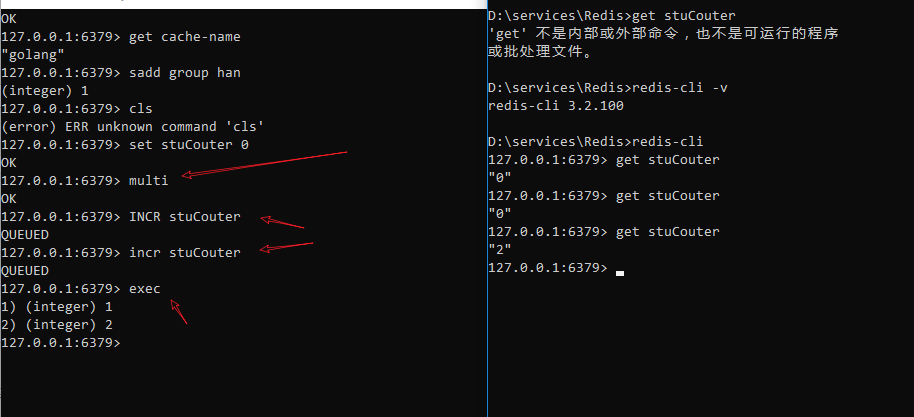 OK
127.0.0.1:6379> get cache-name
"golang"
127.0.0.1:6379> sadd group han
(integer) 1
127.0.0.1:6379> cls
(error) ERR unknown command 'cls'
127.0.0.1:6379> set stuCouter 0
OK
127.0.0.1:6379> multi
OK
127.0.0.1:6379> INCR stuCouter
QUEUED
127.0.0.1:6379> incr stuCouter
QUEUED
127.0.0.1:6379> exec
1) (integer) 1
2) (integer) 2
127.0.0.1:6379>
D:\services\Redis>get stuCouter
'get' 不是内部或外部命令，也不是可运行的程序
或批处理文件。
D:\services\Redis>redis-cli -v
redis-cli 3.2.100
D:\services\Redis>redis-cli
127.0.0.1:6379> get stuCouter
"0"
127.0.0.1:6379> get stuCouter
"0"
127.0.0.1:6379> get stuCouter
"2"
127.0.0.1:6379>